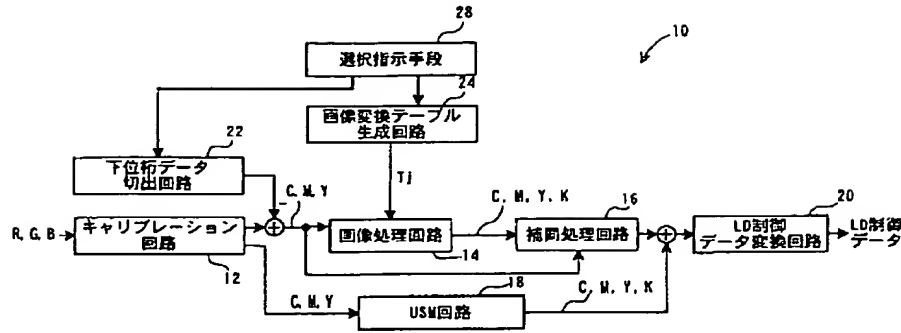 28
10
選択指示手段
24
画像変換テーブル
生成回路
22
下位桁データ
切出回路
Tj
C, M, Y
C, M, Y, K
16
20
R, G, B
キャリブレーション
回路
画像処理回路
補間処理回路
LD制御
データ変換回路
LD制御
データ
12
14
18
C, M, Y
USM回路
C, M, Y, K